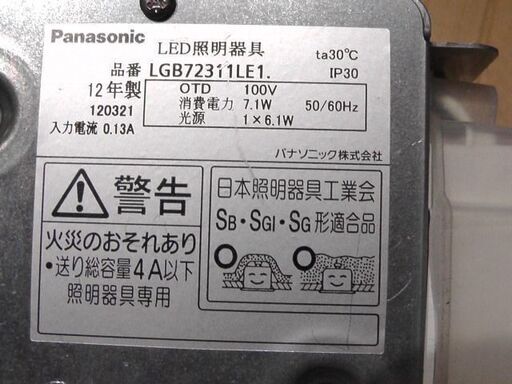 Panasonic LED照明器具 ta30℃
品番 LGB72311LE1. IP30
12年製 OTD 100V
120321 消費電力 7.1W 50/60Hz
入力電流 0.13A 光源 1×6.1W
パナソニック株式会社
警告
火災のおそれあり
・送り総容量4A以下
照明器具専用
日本照明器具工業会
SB・SGI・SG形適合品